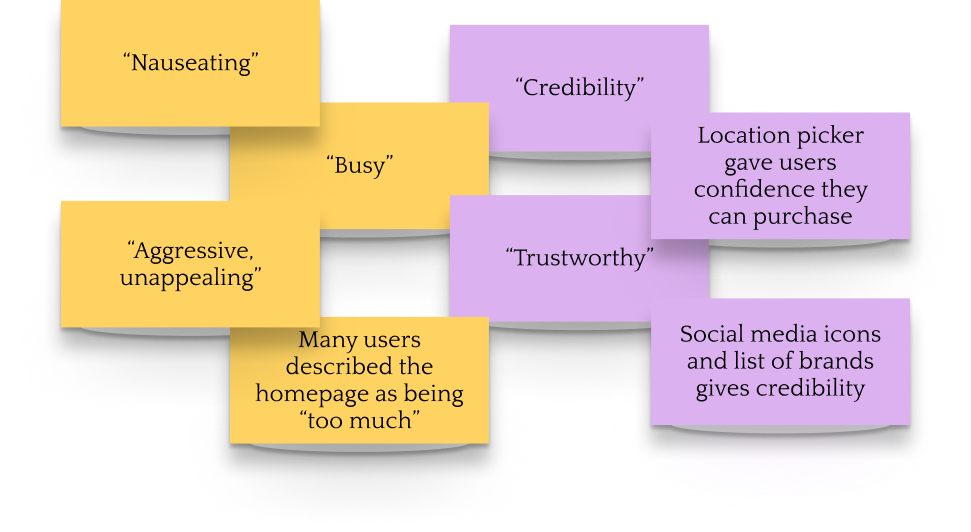 “Nauseating”
“Busy”
“Aggressive,
unappealing”
Many users
described the
homepage as being
“too much”
“Credibility”
Location picker
gave users
confidence they
can purchase
“Trustworthy”
Social media icons
and list of brands
gives credibility